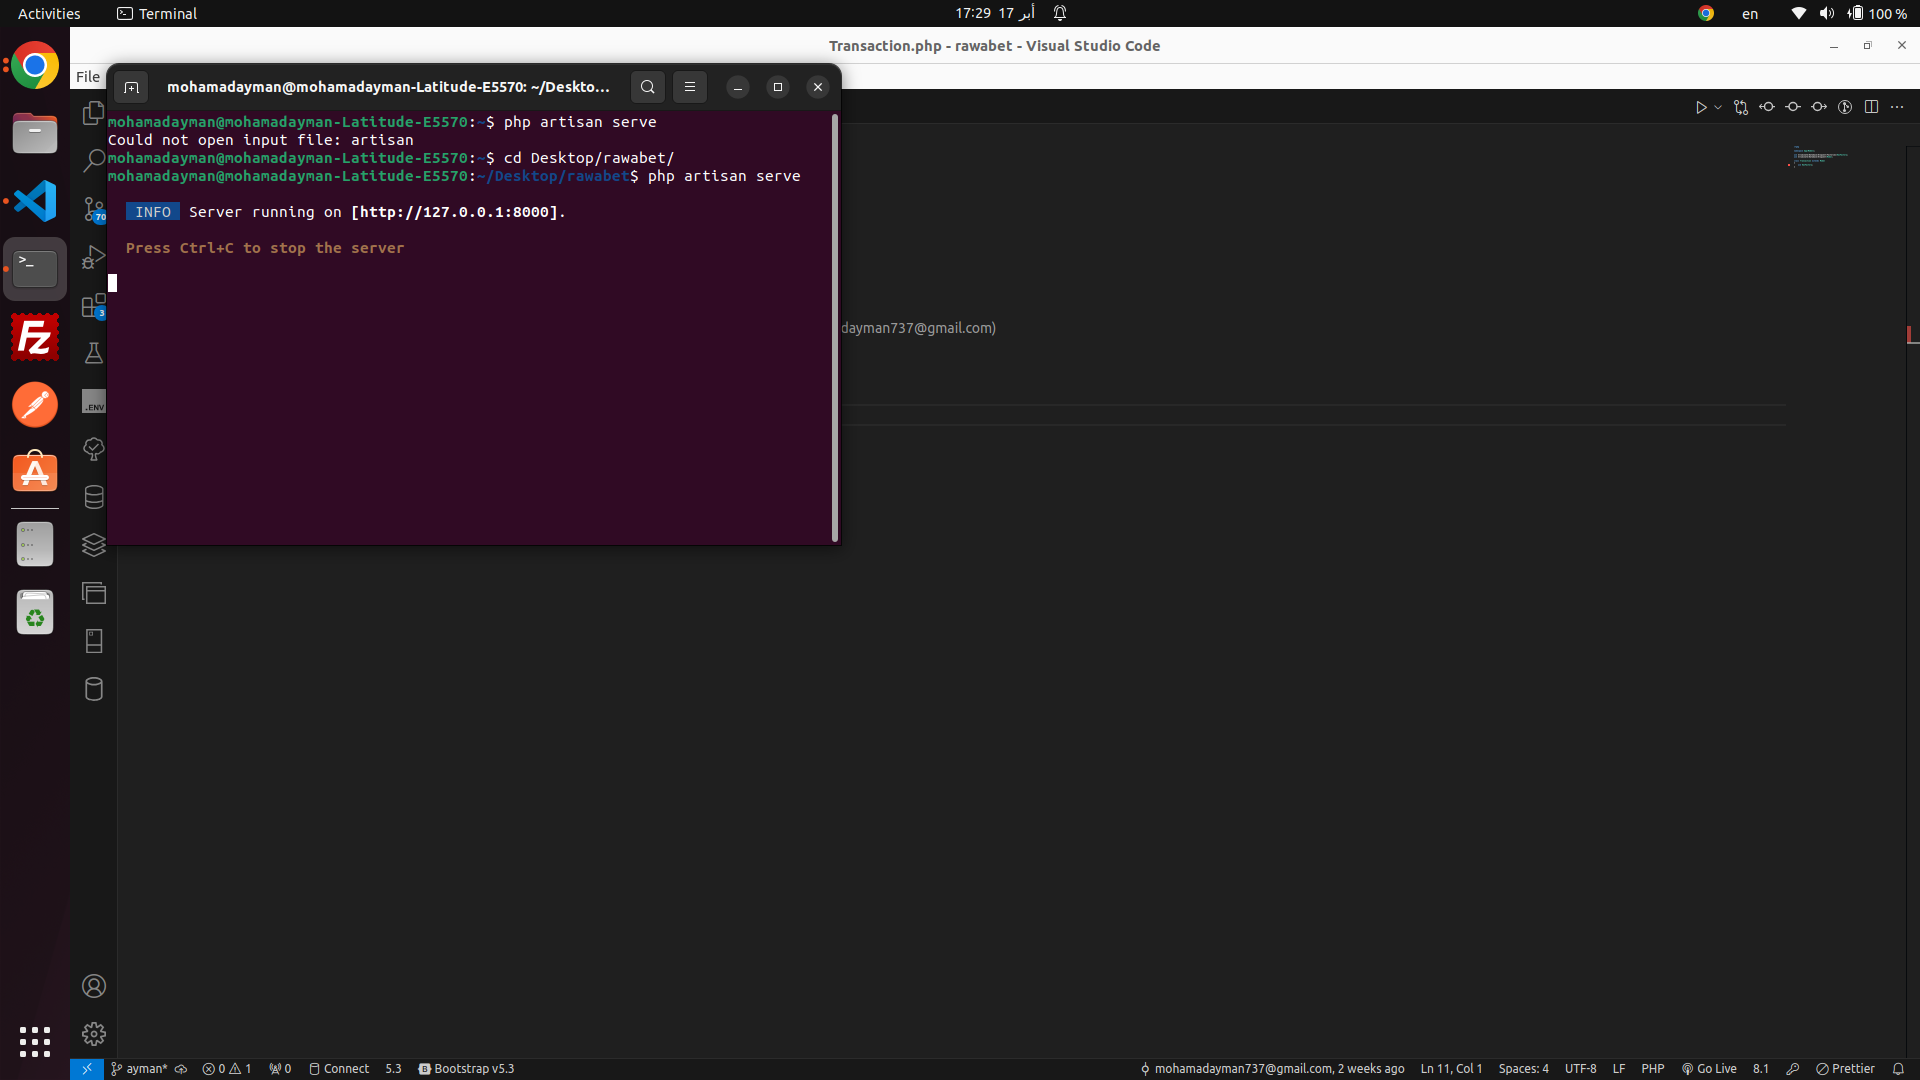 Activities
Terminal
17:29 17 أبر
en
100 %
Transaction.php - rawabet - Visual Studio Code
File
mohamadayman@mohamadayman-Latitude-E5570: ~/Deskto...
mohamadayman@mohamadayman-Latitude-E5570:~$ php artisan serve
Could not open input file: artisan
mohamadayman@mohamadayman-Latitude-E5570:~$ cd Desktop/rawabet/
mohamadayman@mohamadayman-Latitude-E5570:~/Desktop/rawabet$ php artisan serve
INFO Server running on [http://127.0.0.1:8000].
Press Ctrl+C to stop the server
70
3
dayman737@gmail.com)
.ENV
ayman* 0 1 0 Connect 5.3 Bootstrap v5.3
mohamadayman737@gmail.com, 2 weeks ago Ln 11, Col 1 Spaces: 4 UTF-8 LF PHP Go Live 8.1 Prettier